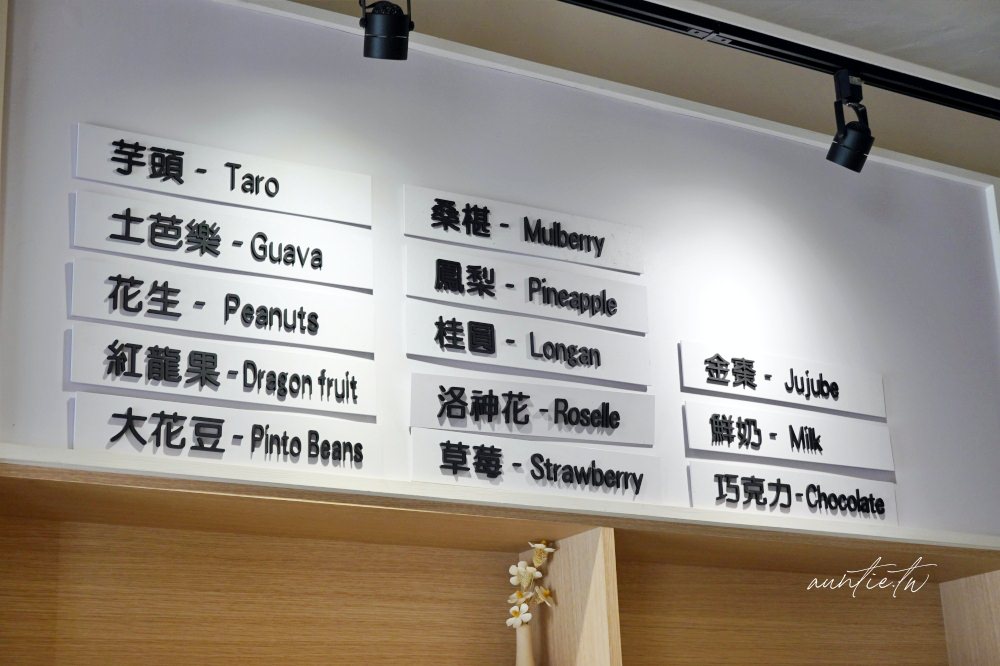 芋頭 - Taro
土芭樂 - Guava
花生 - Peanuts
紅龍果 - Dragon fruit
大花豆 - Pinto Beans
桑椹 - Mulberry
鳳梨 - Pineapple
桂圓 - Longan
洛神花 - Roselle
草莓 - Strawberry
金棗 - Jujube
鮮奶 - Milk
巧克力 - Chocolate
auntie.tw